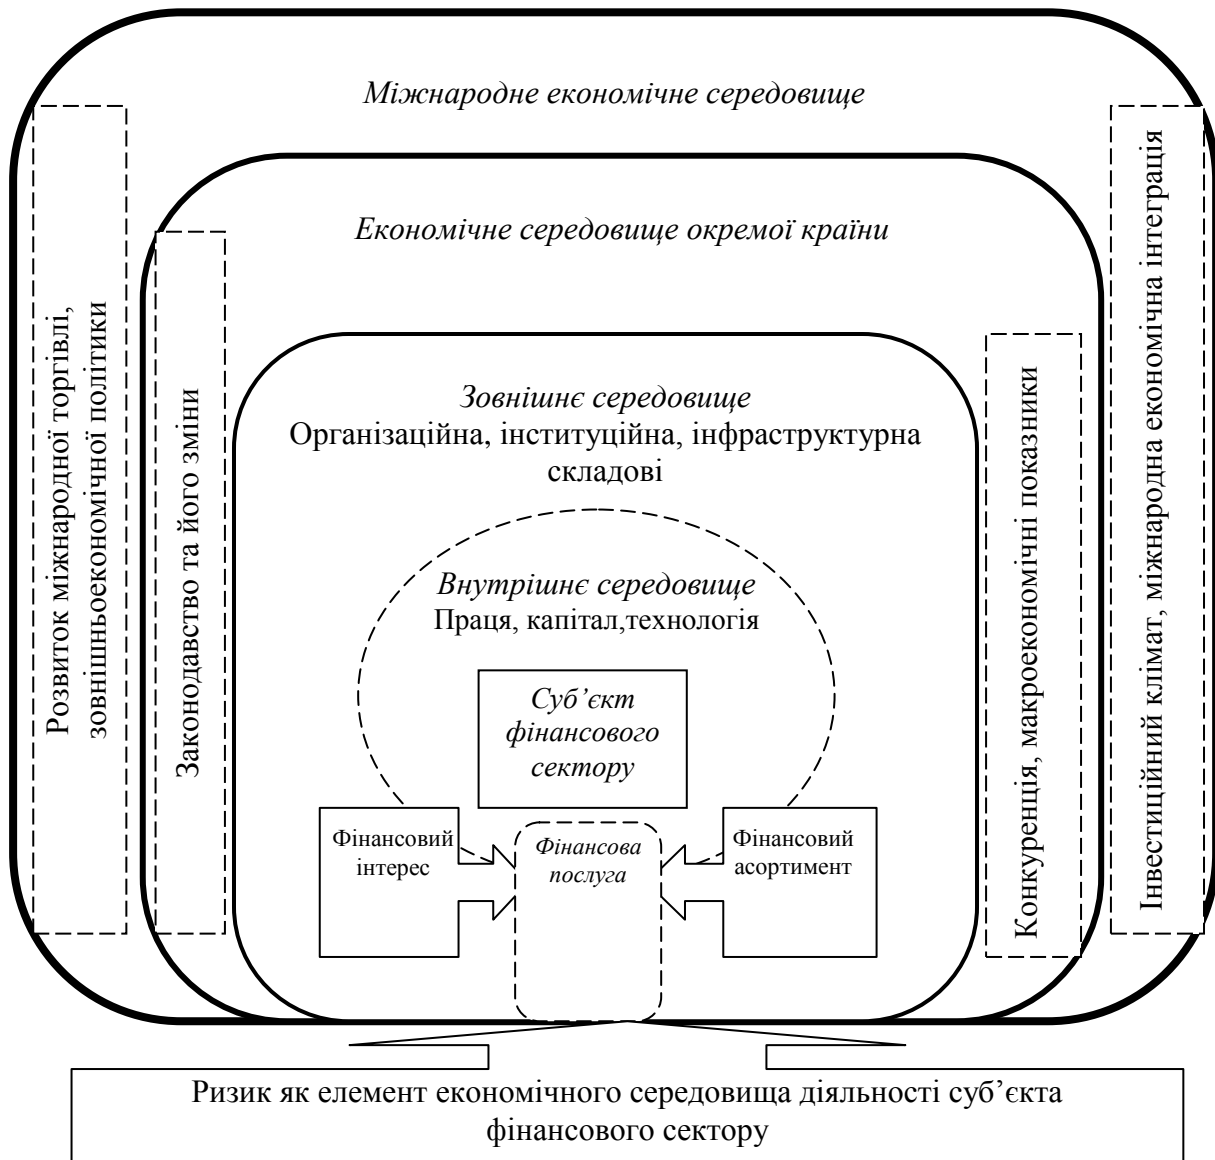 Міжнародне економічне середовище
Розвиток міжнародної торгівлі,
зовнішньоекономічної політики
Інвестиційний клімат, міжнародна економічна інтеграція
Економічне середовище окремої країни
Законодавство та його зміни
Конкуренція, макроекономічні показники
Зовнішнє середовище
Організаційна, інституційна, інфраструктурна
складові
Внутрішнє середовище
Праця, капітал,технологія
Суб’єкт
фінансового
сектору
Фінансовий
інтерес
Фінансова
послуга
Фінансовий
асортимент
Ризик як елемент економічного середовища діяльності суб’єкта
фінансового сектору